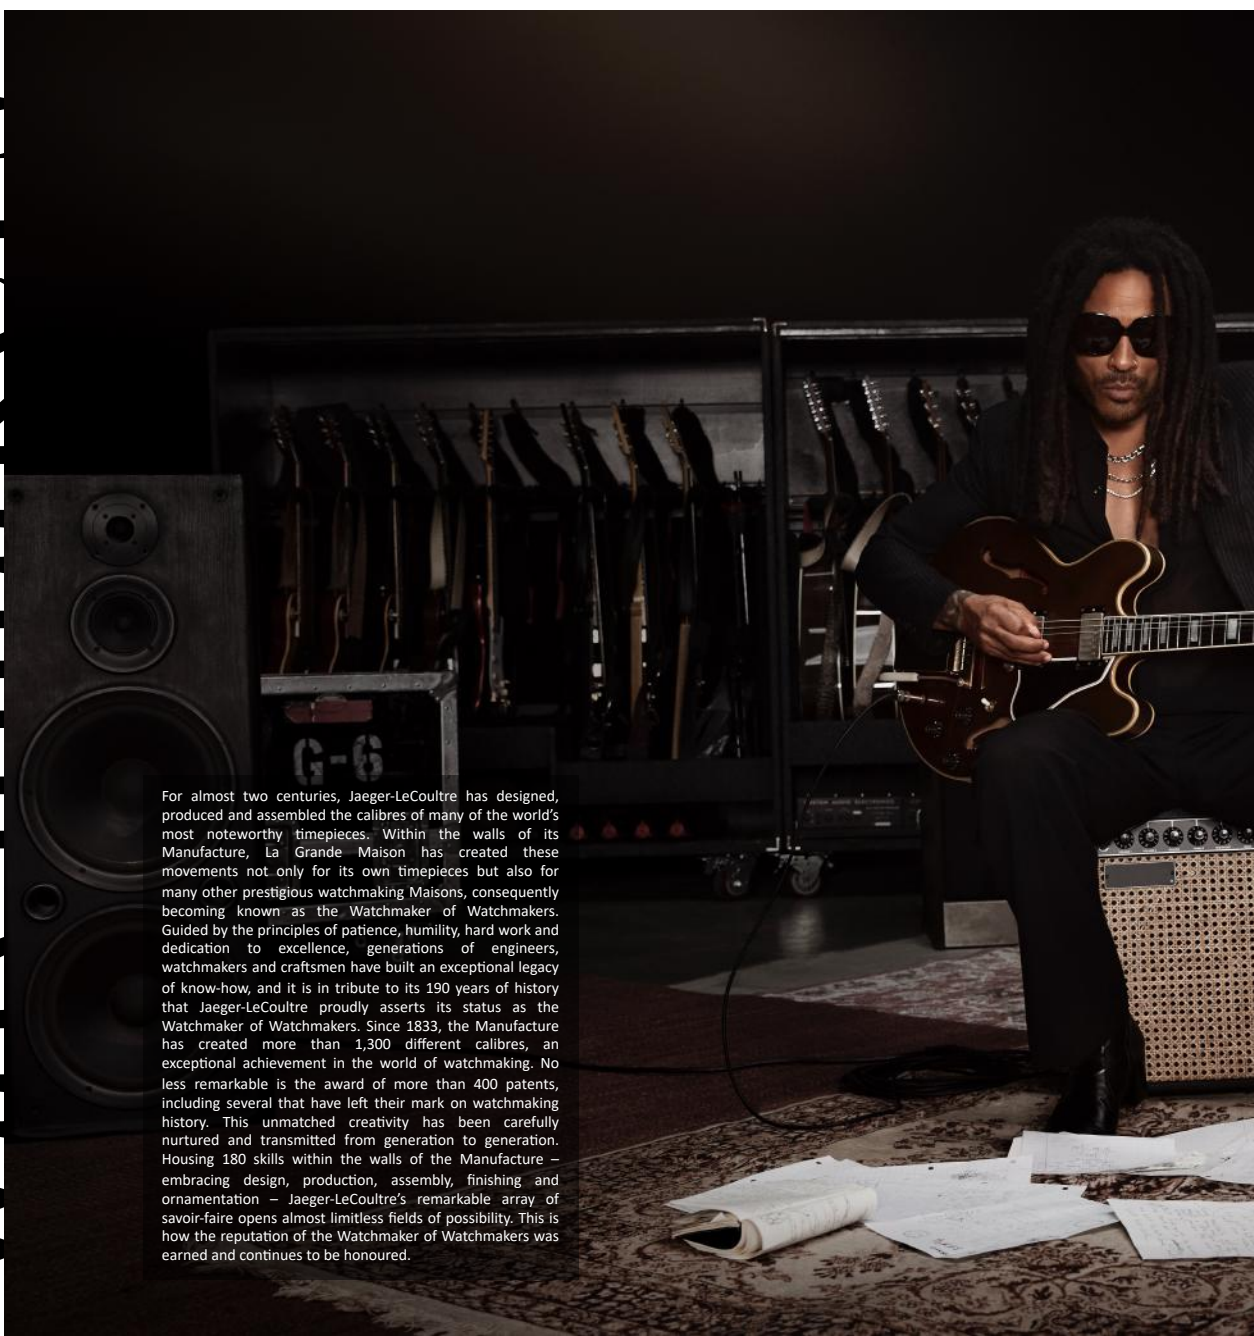 G-6
For almost two centuries, Jaeger-LeCoultre has designed,
produced and assembled the calibres of many of the world's
most noteworthy timepieces. Within the walls of its
Manufacture, La Grande Maison has created these
movements not only for its own timepieces but also for
many other prestigious watchmaking Maisons, consequently
becoming known as the Watchmaker of Watchmakers.
Guided by the principles of patience, humility, hard work and
dedication to excellence, generations of engineers,
watchmakers and craftsmen have built an exceptional legacy
of know-how, and it is in tribute to its 190 years of history
that Jaeger-LeCoultre proudly asserts its status as the
Watchmaker of Watchmakers. Since 1833, the Manufacture
has created more than 1,300 different calibres, an
exceptional achievement in the world of watchmaking. No
less remarkable is the award of more than 400 patents,
including several that have left their mark on watchmaking
history. This unmatched creativity has been carefully
nurtured and transmitted from generation to generation.
Housing 180 skills within the walls of the Manufacture –
embracing design, production, assembly, finishing and
ornamentation – Jaeger-LeCoultre's remarkable array of
savoir-faire opens almost limitless fields of possibility. This is
how the reputation of the Watchmaker of Watchmakers was
earned and continues to be honoured.